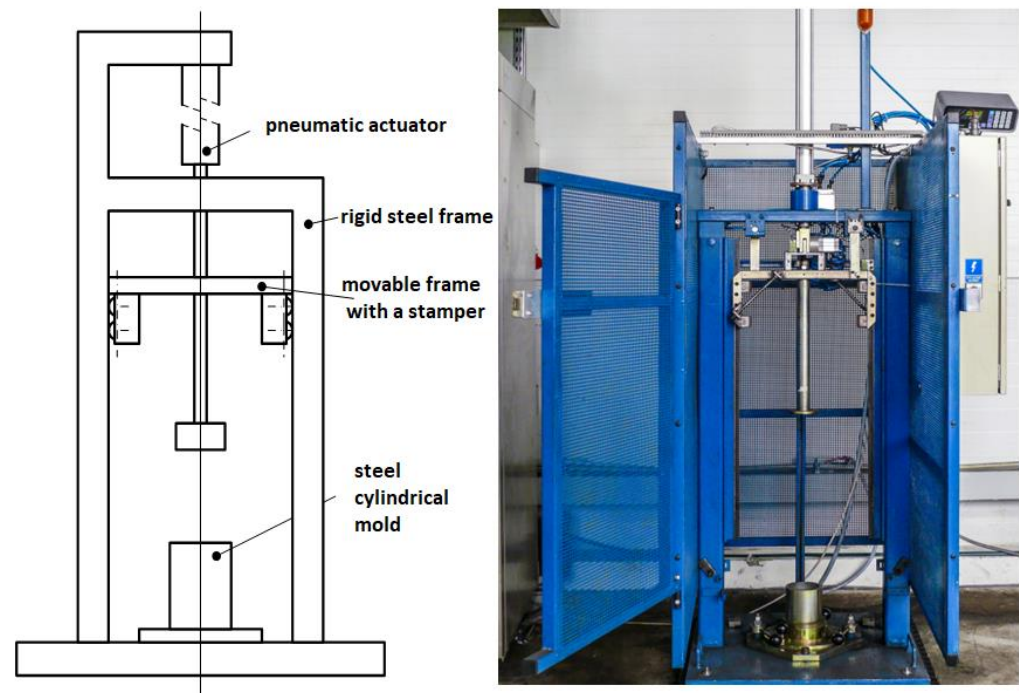 pneumatic actuator
rigid steel frame
movable frame
with a stamper
steel
cylindrical
mold